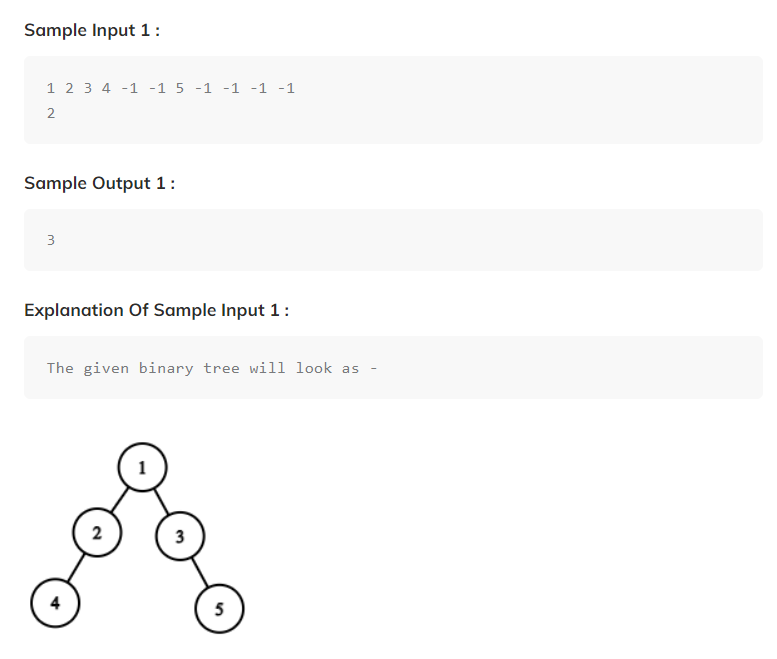 Sample Input 1 :
1 2 3 4 -1 -1 5 -1 -1 -1 -1
2
Sample Output 1 :
3
Explanation Of Sample Input 1 :
The given binary tree will look as -
1
2 3
4 5